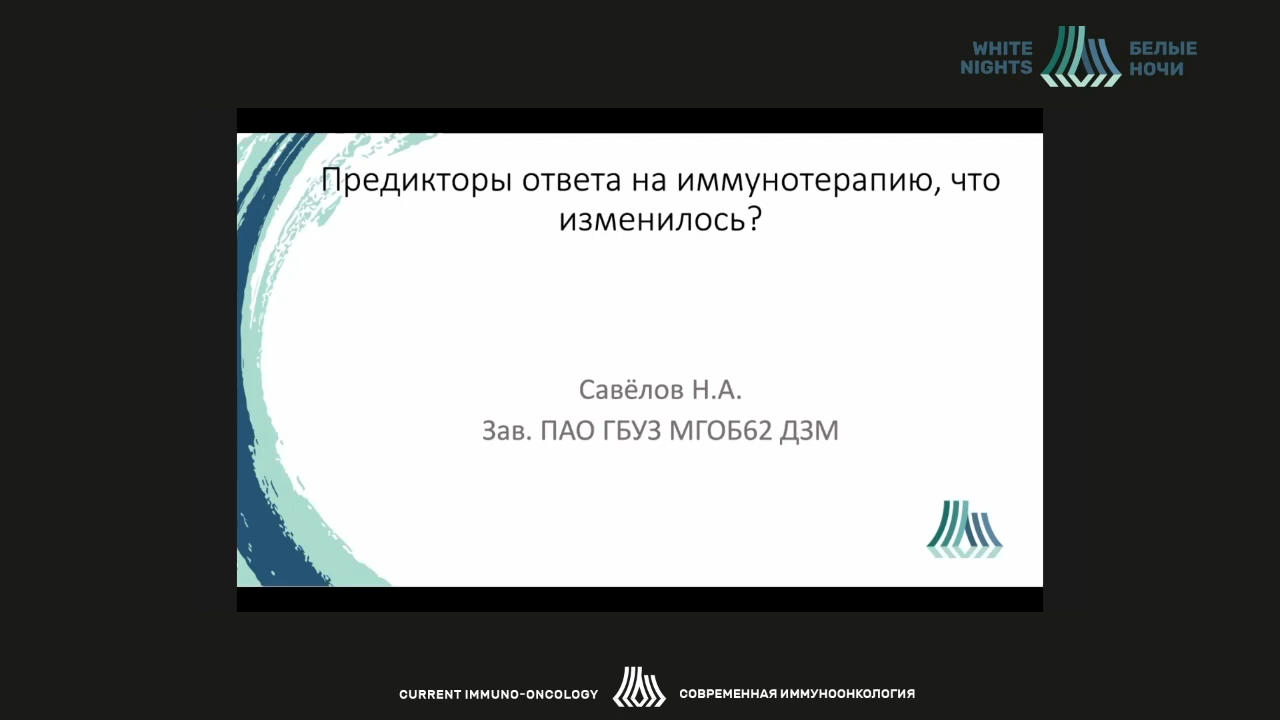 WHITE NIGHTS
БЕЛЫЕ НОЧИ
Предикторы ответа на иммунотерапию, что
изменилось?
Савёлов Н.А.
Зав. ПАО ГБУЗ МГОБ62 ДЗМ
CURRENT IMMUNO-ONCOLOGY
СОВРЕМЕННАЯ ИММУНООНКОЛОГИЯ